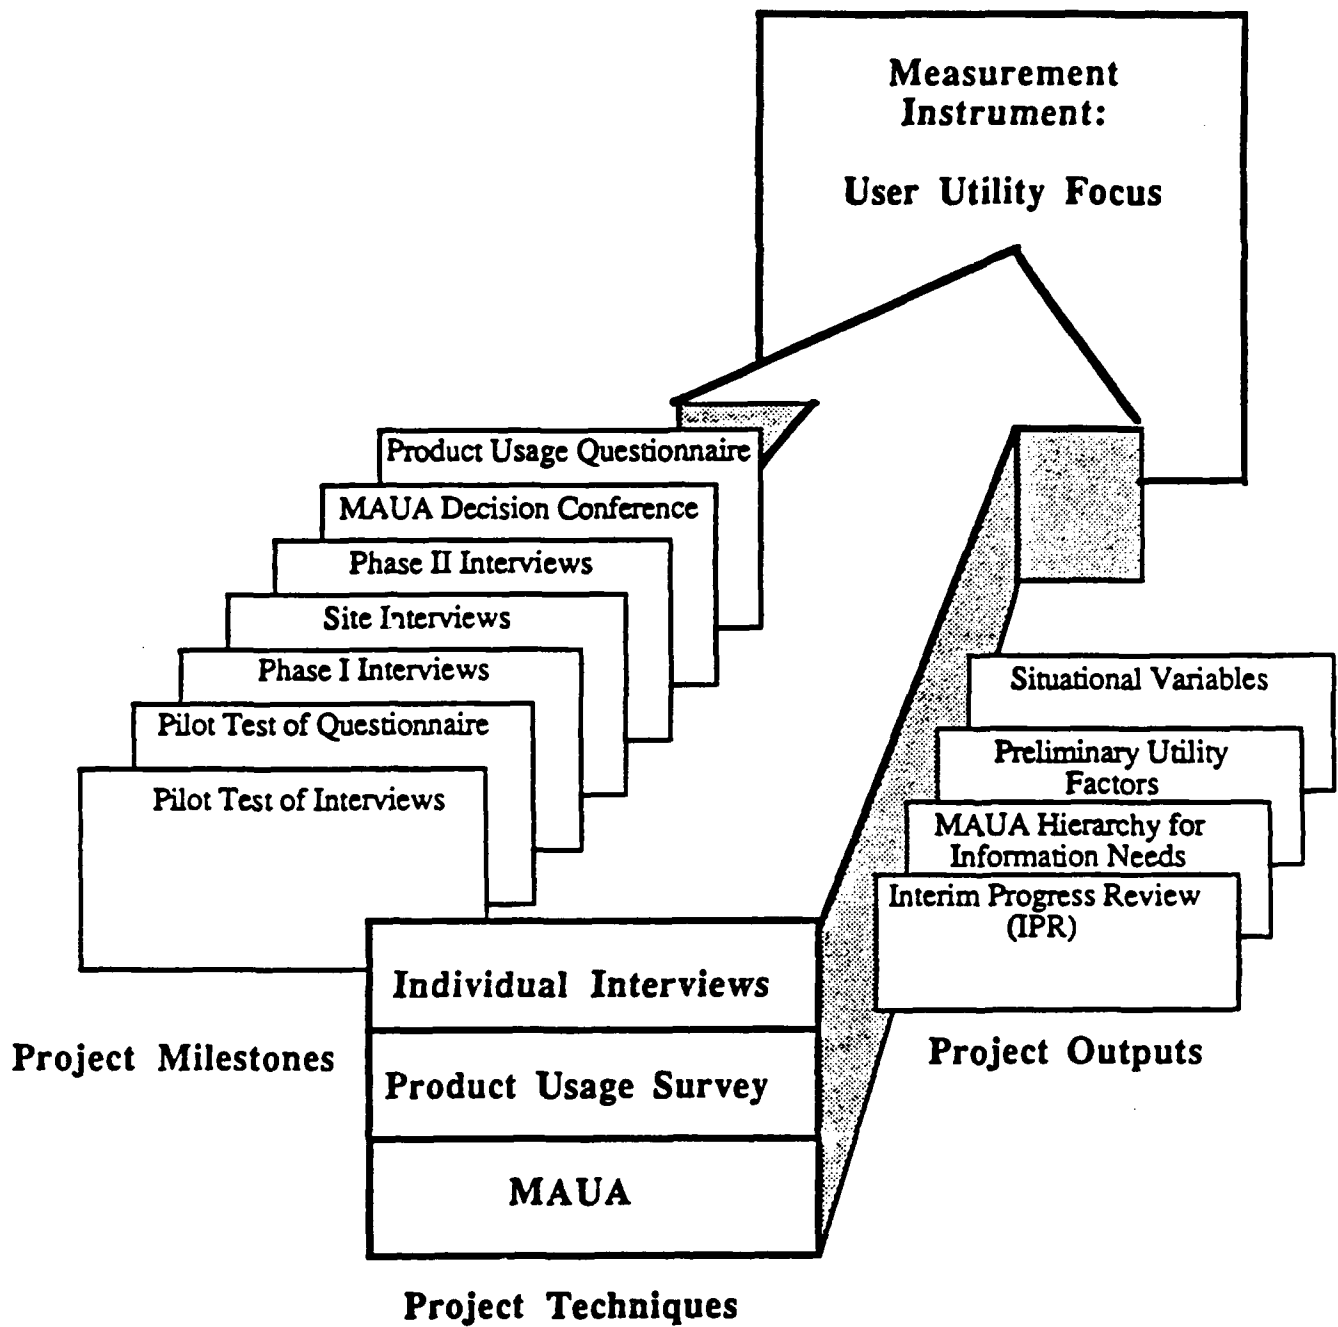 Measurement
Instrument:
User Utility Focus
Product Usage Questionnaire
MAUA Decision Conference
Phase II Interviews
Site Interviews
Phase I Interviews
Pilot Test of Questionnaire
Pilot Test of Interviews
Situational Variables
Preliminary Utility
Factors
MAUA Hierarchy for
Information Needs
Interim Progress Review
(IPR)
Individual Interviews
Product Usage Survey
MAUA
Project Milestones
Project Outputs
Project Techniques